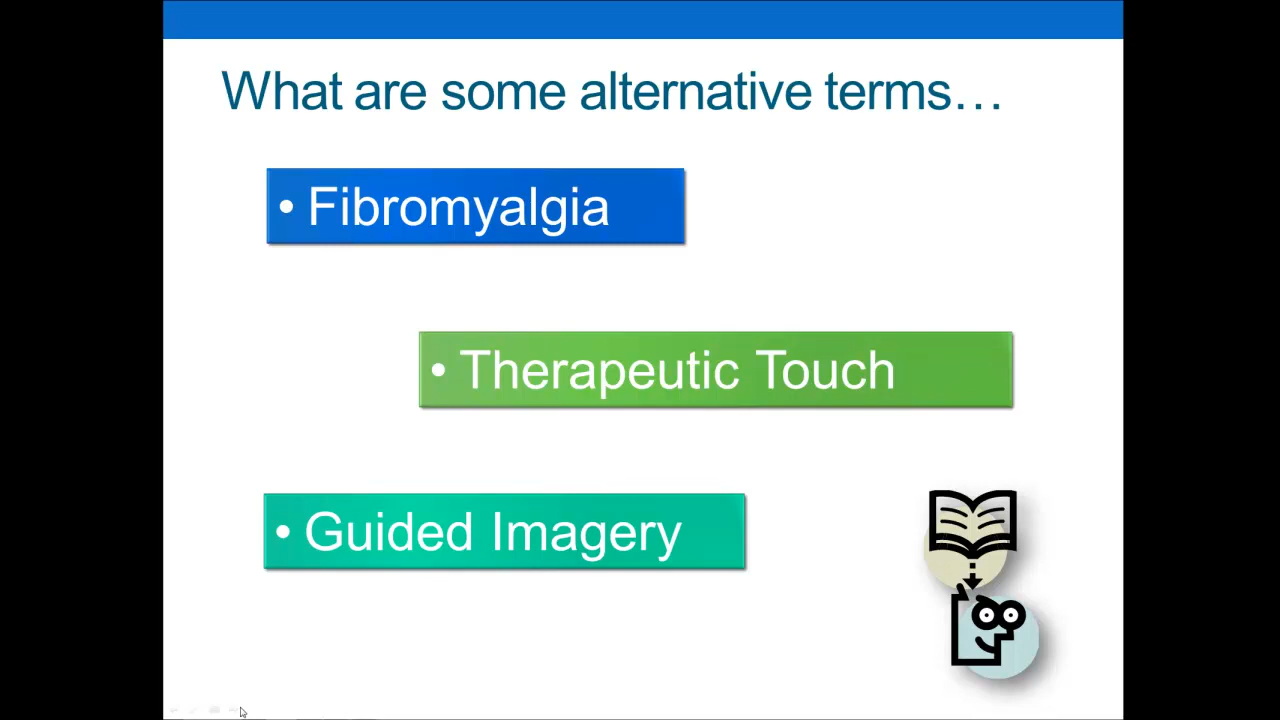 What are some alternative terms…
• Fibromyalgia
• Therapeutic Touch
• Guided Imagery